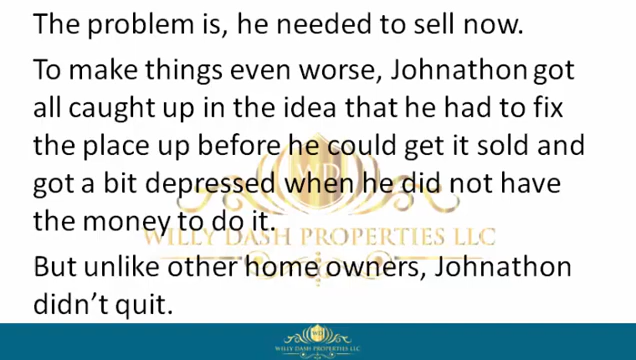 The problem is, he needed to sell now.
To make things even worse, Johnathon got
all caught up in the idea that he had to fix
the place up before he could get it sold and
got a bit depressed when he did not have
the money to do it.
WILLY DASH PROPERTIES LLC
But unlike other home owners, Johnathon
didn’t quit.
WILLY DASH PROPERTIES LLC